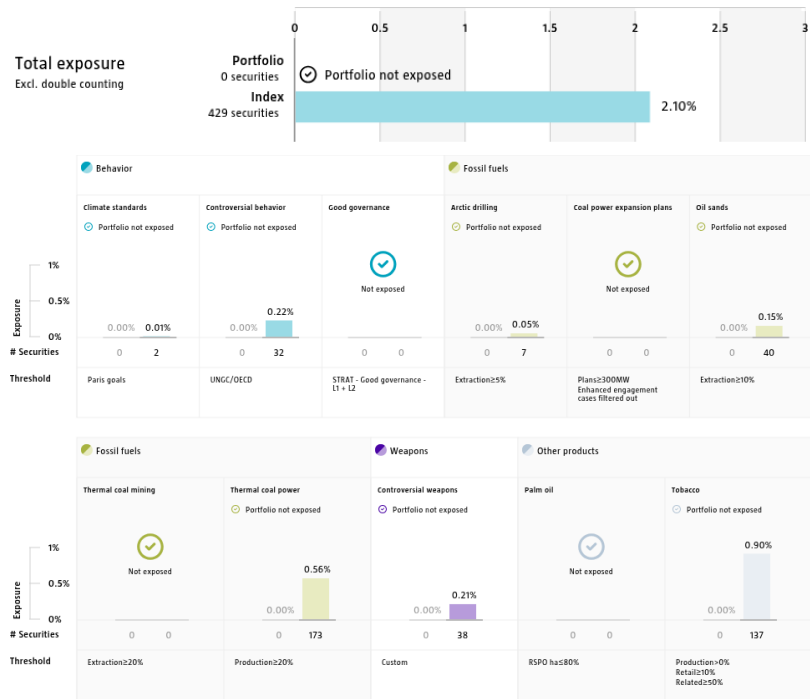 0 0.5 1 1.5 2 2.5 3
Total exposure
Excl. double counting
Portfolio
0 securities
Portfolio not exposed
Index
429 securities
2.10%
Behavior
Fossil fuels
Climate standards
Controversial behavior
Good governance
Arctic drilling
Coal power expansion plans
Oil sands
Portfolio not exposed
Portfolio not exposed
Portfolio not exposed
Portfolio not exposed
Not exposed
Not exposed
Exposure
1%
0.5%
0%
0.00% 0.01%
0.00% 0.22%
0.00% 0.05%
0.00% 0.15%
# Securities
0 2
0 32
0 0
0 7
0 0
0 40
Threshold
Paris goals
UNGC/OECD
STRAT - Good governance -
L1 + L2
Extraction≥5%
Plans≥300MW
Enhanced engagement
cases filtered out
Extraction≥10%
Fossil fuels
Weapons
Other products
Thermal coal mining
Thermal coal power
Controversial weapons
Palm oil
Tobacco
Portfolio not exposed
Portfolio not exposed
Portfolio not exposed
Not exposed
Not exposed
Exposure
1%
0.5%
0%
0.00% 0.56%
0.00% 0.21%
0.00% 0.90%
# Securities
0 0
0 173
0 38
0 0
0 137
Threshold
Extraction≥20%
Production≥20%
Custom
RSPO ha≤80%
Production>0%
Retail≥10%
Related≥50%